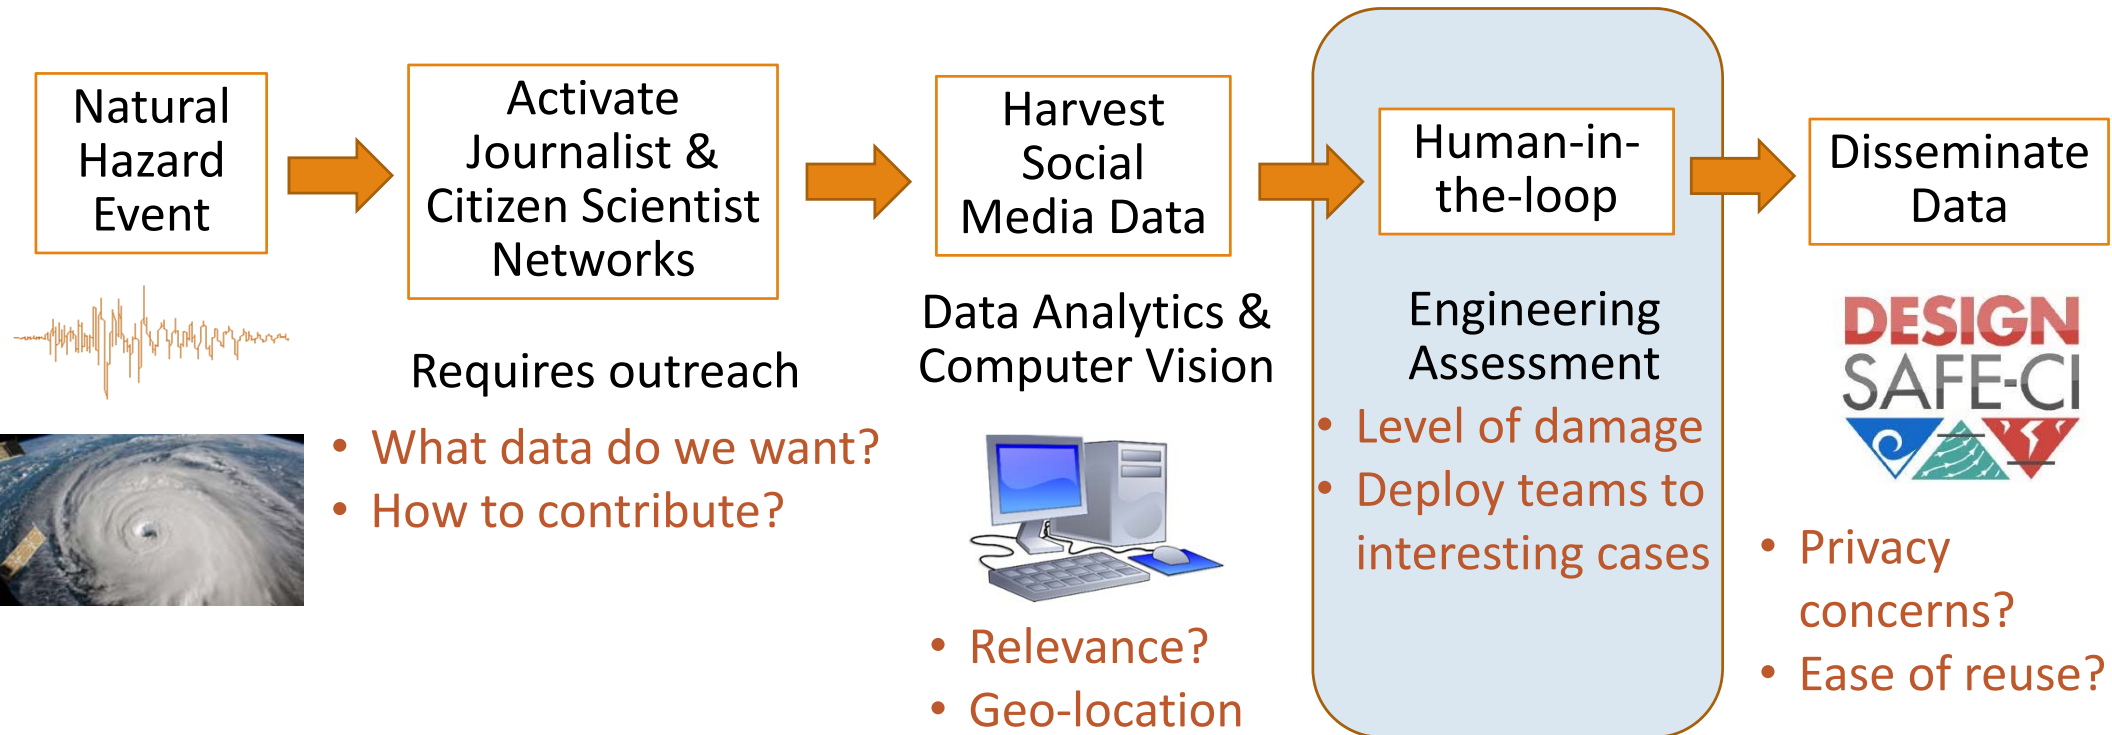 Natural
Hazard
Event
Activate
Journalist &
Citizen Scientist
Networks
Requires outreach
• What data do we want?
• How to contribute?
Harvest
Social
Media Data
Data Analytics &
Computer Vision
• Relevance?
• Geo-location
Human-in-
the-loop
Engineering
Assessment
• Level of damage
• Deploy teams to
interesting cases
Disseminate
Data
DESIGN
SAFE-CI
• Privacy
concerns?
• Ease of reuse?